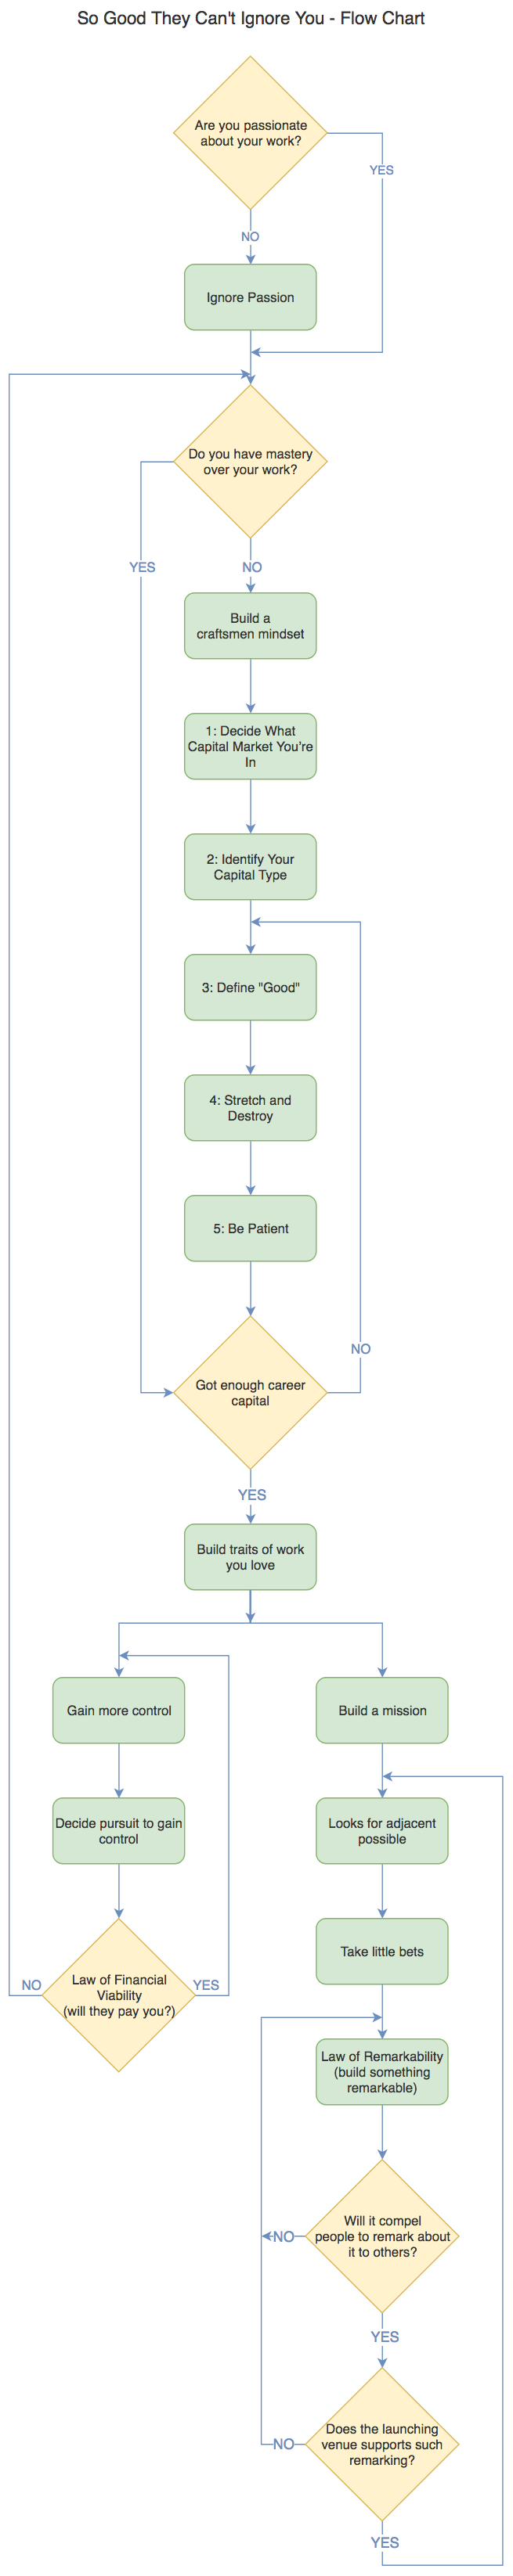 So Good They Can't Ignore You - Flow Chart
Are you passionate
about your work?
YES
NO
Ignore Passion
Do you have mastery
over your work?
YES
NO
Build a
craftsmen mindset
1: Decide What
Capital Market You're
In
2: Identify Your
Capital Type
3: Define "Good"
4: Stretch and
Destroy
5: Be Patient
NO
Got enough career
capital
YES
Build traits of work
you love
Gain more control
Build a mission
Decide pursuit to gain
control
Looks for adjacent
possible
Take little bets
NO
Law of Financial
Viability
(will they pay you?)
YES
Law of Remarkability
(build something
remarkable)
Will it compel
people to remark about
it to others?
NO
YES
Does the launching
venue supports such
remarking?
NO
YES